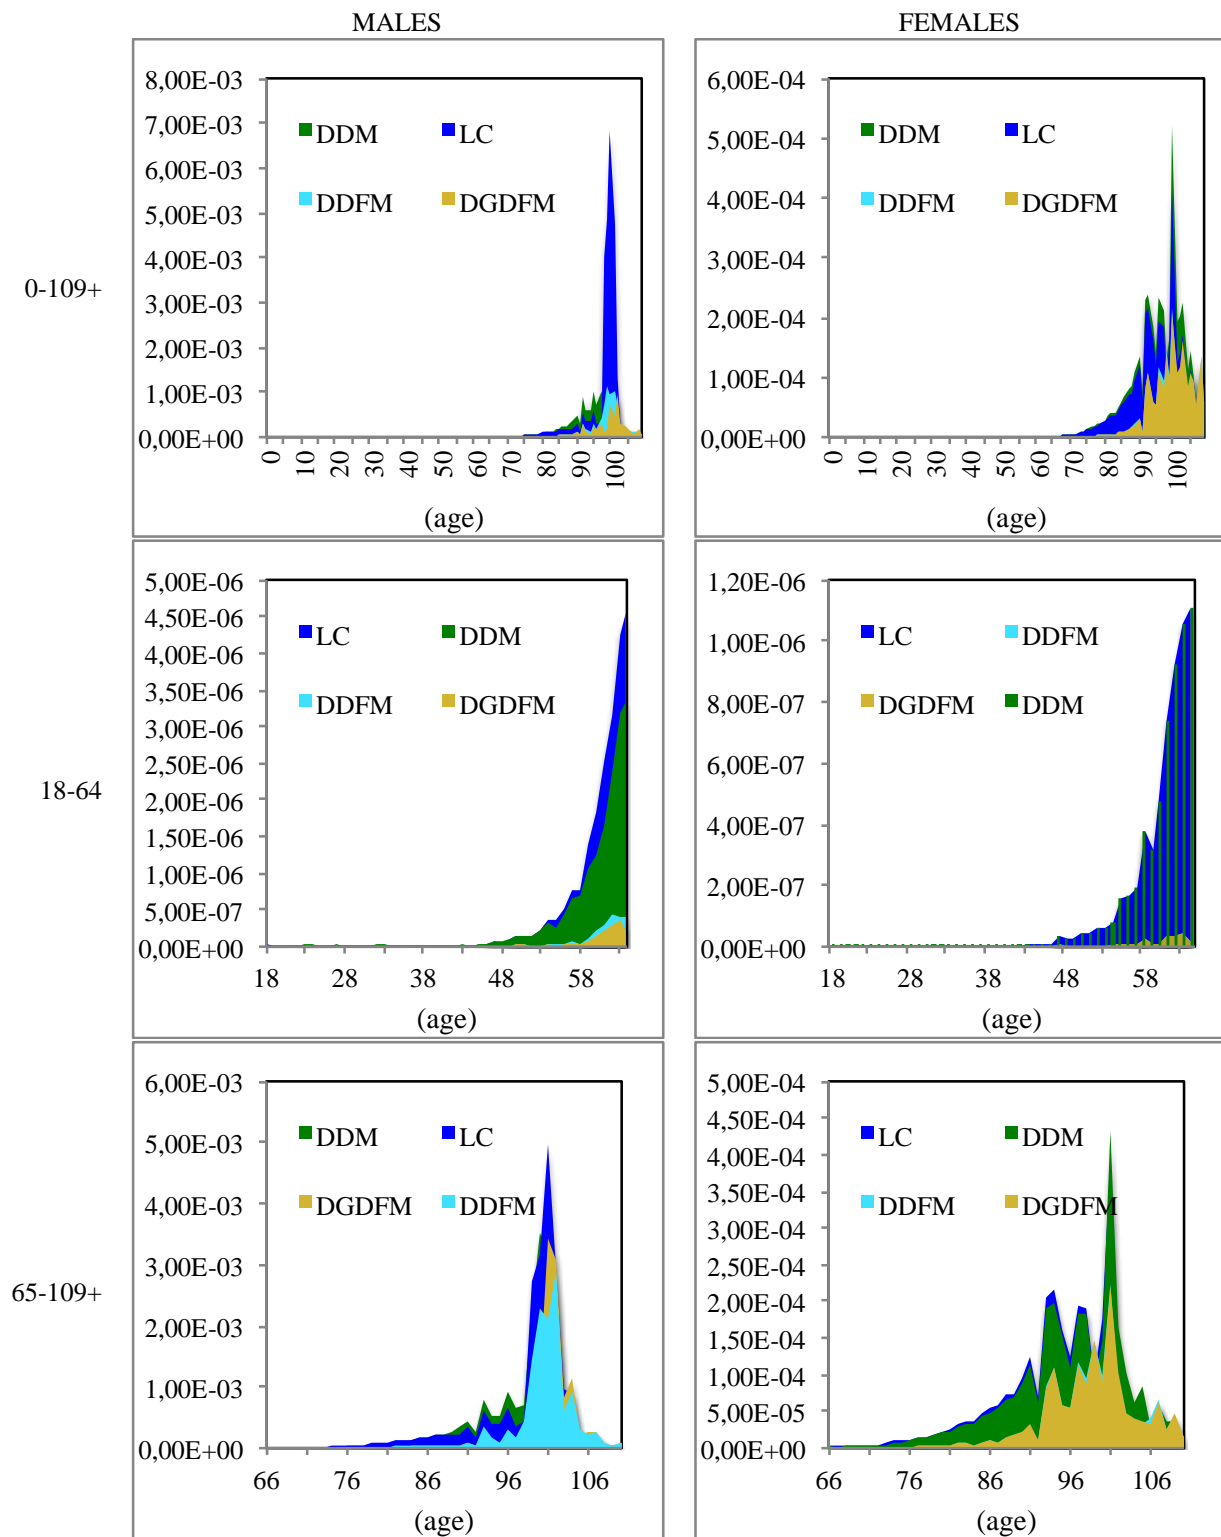 MALES
FEMALES
0-109+
8,00E-03
7,00E-03
6,00E-03
5,00E-03
4,00E-03
3,00E-03
2,00E-03
1,00E-03
0,00E+00
DDM LC
DDFM DGDFM
0 10 20 30 40 50 60 70 80 90 100
(age)
6,00E-04
5,00E-04
4,00E-04
3,00E-04
2,00E-04
1,00E-04
0,00E+00
DDM LC
DDFM DGDFM
0 10 20 30 40 50 60 70 80 90 100
(age)
18-64
5,00E-06
4,50E-06
4,00E-06
3,50E-06
3,00E-06
2,50E-06
2,00E-06
1,50E-06
1,00E-06
5,00E-07
0,00E+00
LC DDM
DDFM DGDFM
18 28 38 48 58
(age)
1,20E-06
1,00E-06
8,00E-07
6,00E-07
4,00E-07
2,00E-07
0,00E+00
LC DDFM
DGDFM DDM
18 28 38 48 58
(age)
65-109+
6,00E-03
5,00E-03
4,00E-03
3,00E-03
2,00E-03
1,00E-03
0,00E+00
DDM LC
DGDFM DDFM
66 76 86 96 106
(age)
5,00E-04
4,50E-04
4,00E-04
3,50E-04
3,00E-04
2,50E-04
2,00E-04
1,50E-04
1,00E-04
5,00E-05
0,00E+00
LC DDM
DDFM DGDFM
66 76 86 96 106
(age)